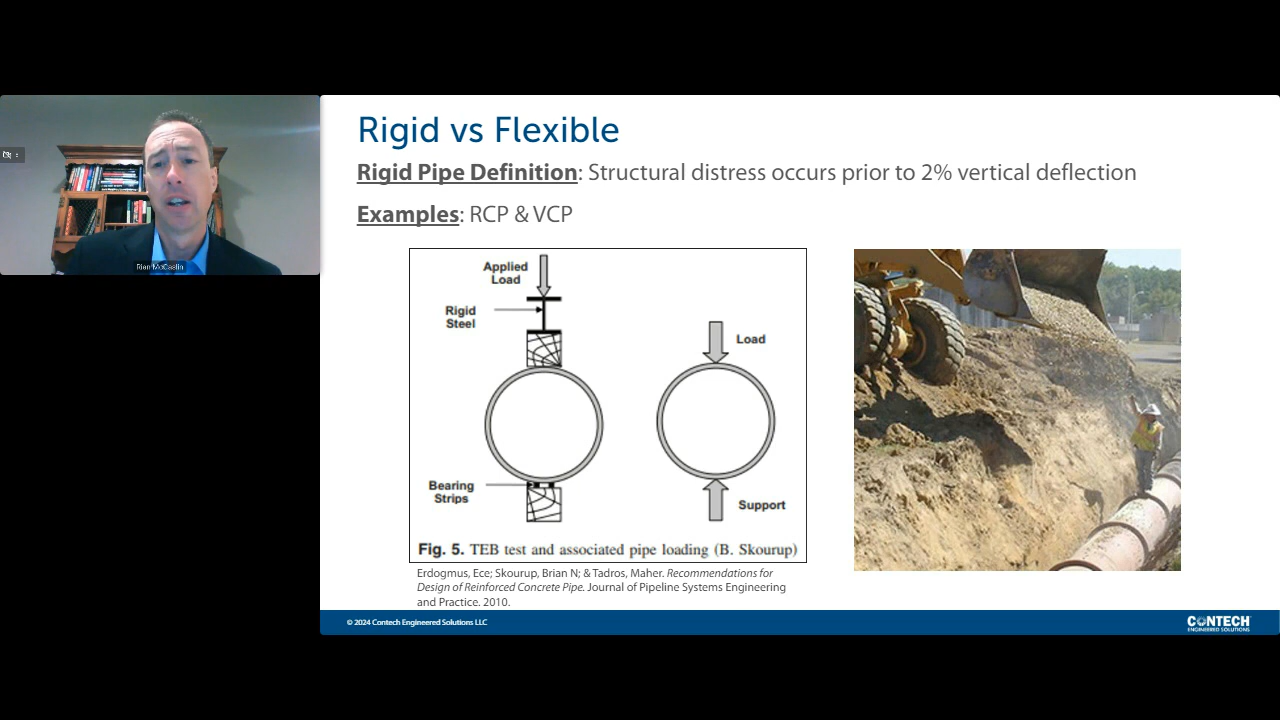 Rigid vs Flexible
Rigid Pipe Definition: Structural distress occurs prior to 2% vertical deflection
Examples: RCP & VCP
Applied
Load
Rigid
Steel
Bearing
Strips
Load
Support
Fig. 5. TEB test and associated pipe loading (B. Skourup)
Erdogmus, Ece; Skourup, Brian N; & Tadros, Maher. Recommendations for
Design of Reinforced Concrete Pipe. Journal of Pipeline Systems Engineering
and Practice. 2010.
Rian McCaslin
© 2024 Contech Engineered Solutions LLC
CONTECH
ENGINEERED SOLUTIONS